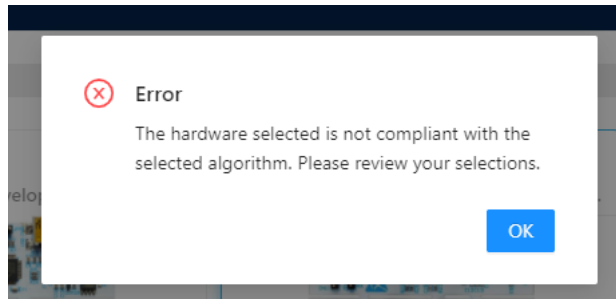 Error
The hardware selected is not compliant with the
selected algorithm. Please review your selections.
OK